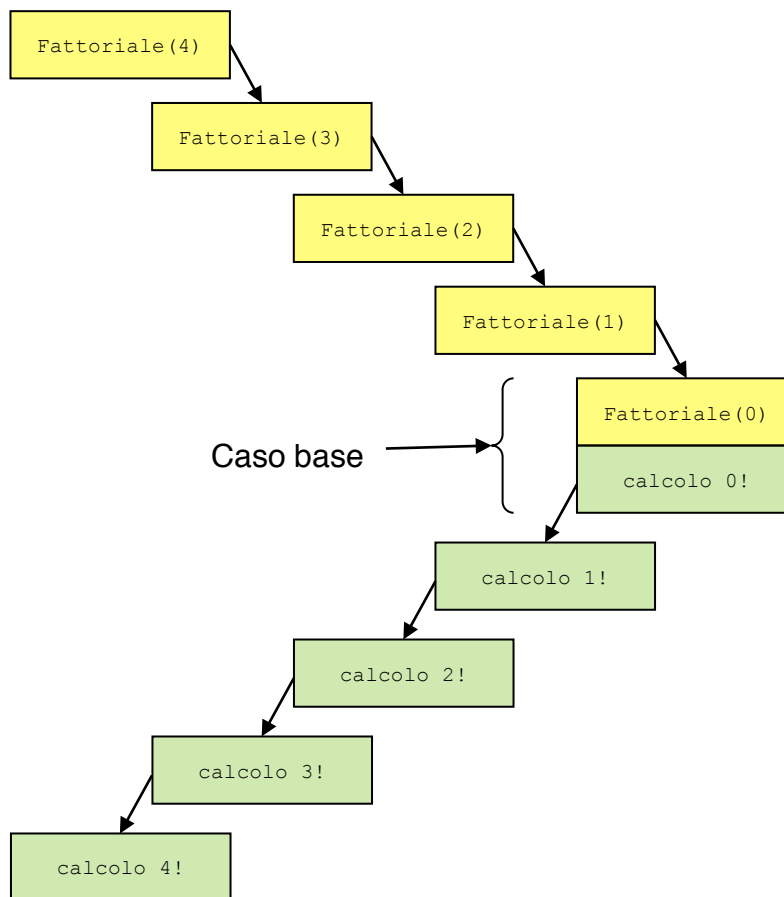 Fattoriale(4)
Fattoriale(3)
Fattoriale(2)
Fattoriale(1)
Fattoriale(0)
Caso base
calcolo 0!
calcolo 1!
calcolo 2!
calcolo 3!
calcolo 4!